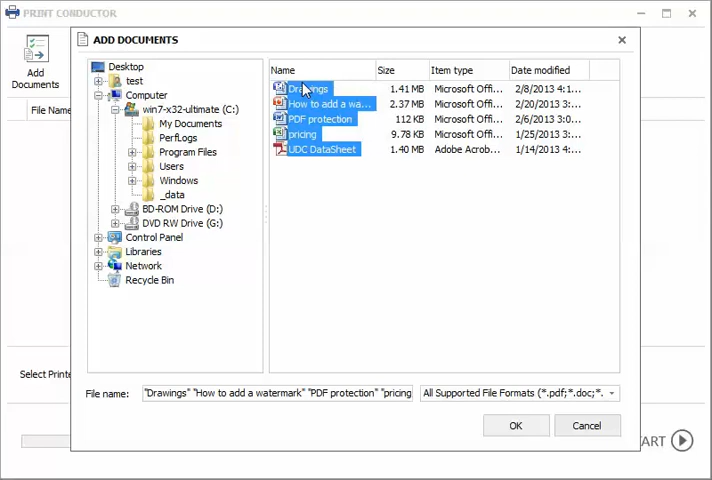 PRINT CONDUCTOR
ADD DOCUMENTS
Add
Documents
File Name
Desktop
test
Computer
win7-x32-ultimate (C:)
My Documents
PerfLogs
Program Files
Users
Windows
_data
BD-ROM Drive (D:)
DVD RW Drive (G:)
Control Panel
Libraries
Network
Recycle Bin
Name Size Item type Date modified
Drawings 1.41 MB Microsoft Offi... 2/8/2013 4:1...
How to add a wa... 2.37 MB Microsoft Offi... 2/20/2013 3:...
PDF protection 112 KB Microsoft Offi... 2/6/2013 3:0...
pricing 9.78 KB Microsoft Offi... 1/25/2013 3:...
UDC DataSheet 1.40 MB Adobe Acrob... 1/14/2013 4:...
Select Printe
File name: "Drawings" "How to add a watermark" "PDF protection" "pricing All Supported File Formats (*.pdf;*.doc;*.
OK Cancel
ART